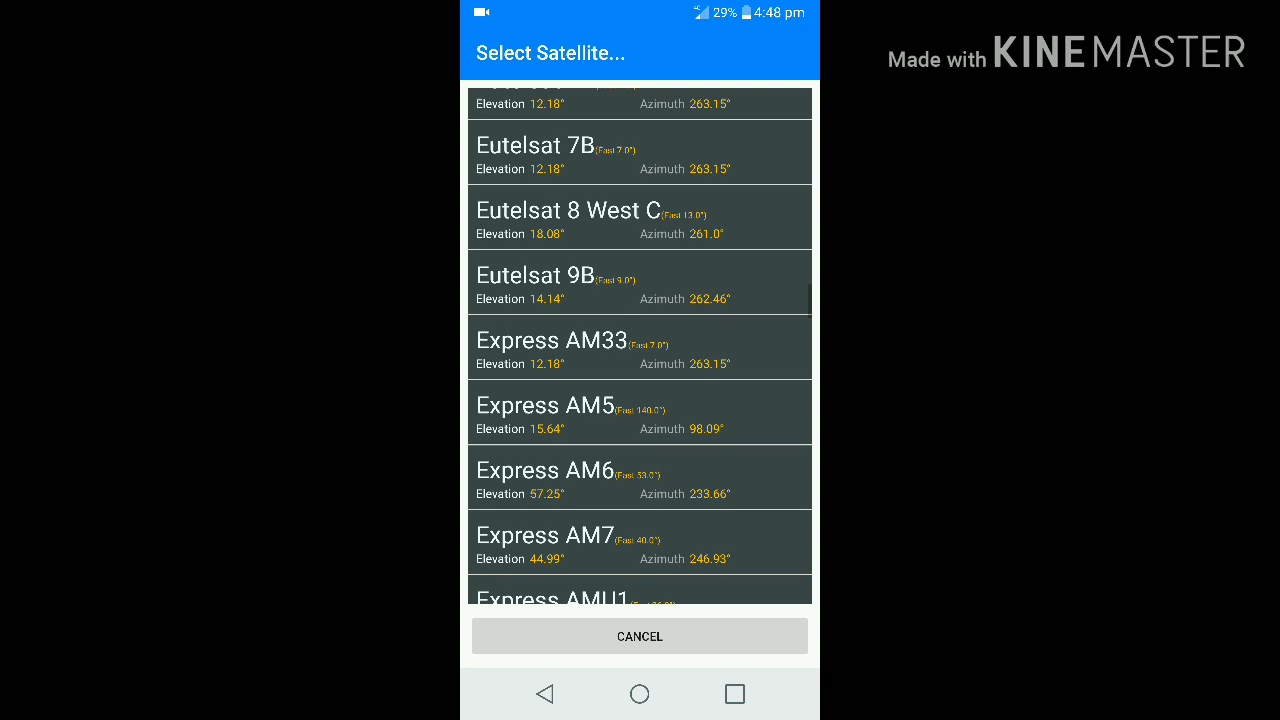 29% 4:48 pm
Made with KINEMASTER
Select Satellite...
Elevation 12.18° Azimuth 263.15°
Eutelsat 7B(East 7.0°)
Elevation 12.18° Azimuth 263.15°
Eutelsat 8 West C(East 13.0°)
Elevation 18.08° Azimuth 261.0°
Eutelsat 9B(East 9.0°)
Elevation 14.14° Azimuth 262.46°
Express AM33(East 7.0°)
Elevation 12.18° Azimuth 263.15°
Express AM5(East 140.0°)
Elevation 15.64° Azimuth 98.09°
Express AM6(East 53.0°)
Elevation 57.25° Azimuth 233.66°
Express AM7(East 40.0°)
Elevation 44.99° Azimuth 246.93°
Express AMU1
CANCEL